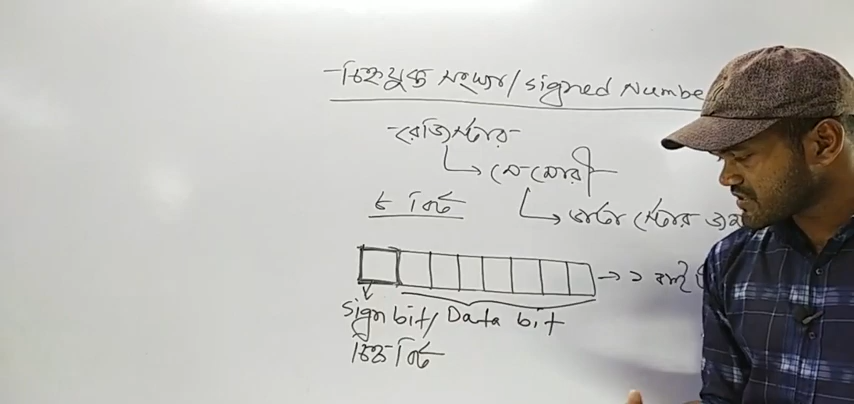 চিহ্নযুক্ত সংখ্যা/Signed Numbe
রেজিস্টার
মেমোরী
ডাটা স্টোর
৮ বিট
১ বাই
Sign bit/ Data bit
চিহ্ন বিট